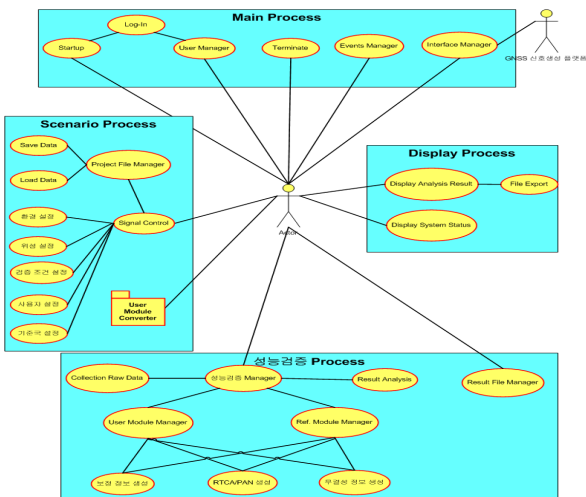 Main Process
Log-In
Startup
User Manager
Terminate
Events Manager
Interface Manager
GNSS 신호생성 플랫폼
Scenario Process
Save Data
Project File Manager
Load Data
환경 설정
Signal Control
위성 설정
검증 조건 설정
사용자 설정
기준국 설정
User
Module
Converter
Actor
Display Process
Display Analysis Result
File Export
Display System Status
성능검증 Process
Collection Raw Data
성능검증 Manager
Result Analysis
Result File Manager
User Module Manager
Ref. Module Manager
보정 정보 생성
RTCA/PAN 생성
무결성 정보 생성